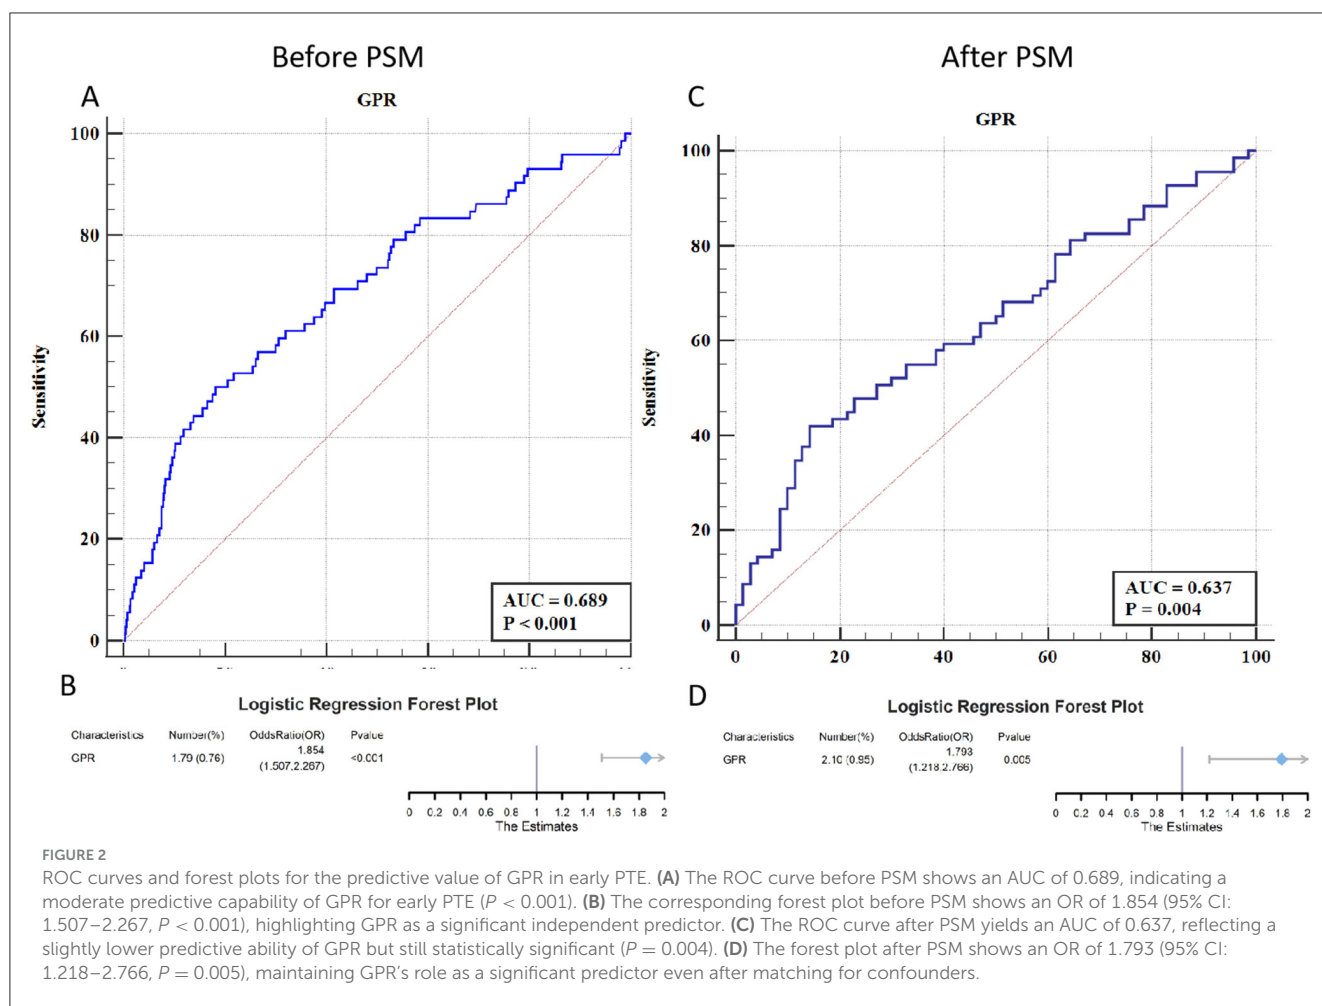 Before PSM
After PSM
A
GPR
100
80
60
40
20
0
Sensitivity
AUC = 0.689
P < 0.001
C
GPR
100
80
60
40
20
0
Sensitivity
AUC = 0.637
P = 0.004
0 20 40 60 80 100
B
Logistic Regression Forest Plot
Characteristics Number(%) OddsRatio(OR) Pvalue
GPR 1.79 (0.76) 1.854 <0.001
(1.507,2.267)
0 0.2 0.4 0.6 0.8 1 1.2 1.4 1.6 1.8 2
The Estimates
D
Logistic Regression Forest Plot
Characteristics Number(%) OddsRatio(OR) Pvalue
GPR 2.10 (0.95) 1.793 0.005
(1.218,2.766)
0 0.2 0.4 0.6 0.8 1 1.2 1.4 1.6 1.8 2
The Estimates
FIGURE 2
ROC curves and forest plots for the predictive value of GPR in early PTE. (A) The ROC curve before PSM shows an AUC of 0.689, indicating a
moderate predictive capability of GPR for early PTE (P < 0.001). (B) The corresponding forest plot before PSM shows an OR of 1.854 (95% CI:
1.507–2.267, P < 0.001), highlighting GPR as a significant independent predictor. (C) The ROC curve after PSM yields an AUC of 0.637, reflecting a
slightly lower predictive ability of GPR but still statistically significant (P = 0.004). (D) The forest plot after PSM shows an OR of 1.793 (95% CI:
1.218–2.766, P = 0.005), maintaining GPR's role as a significant predictor even after matching for confounders.